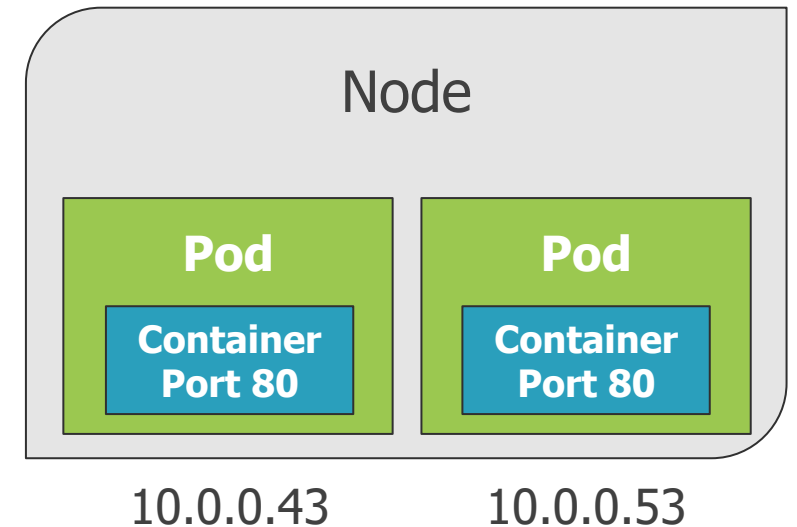 Node
Pod
Container
Port 80
Pod
Container
Port 80
10.0.0.43
10.0.0.53